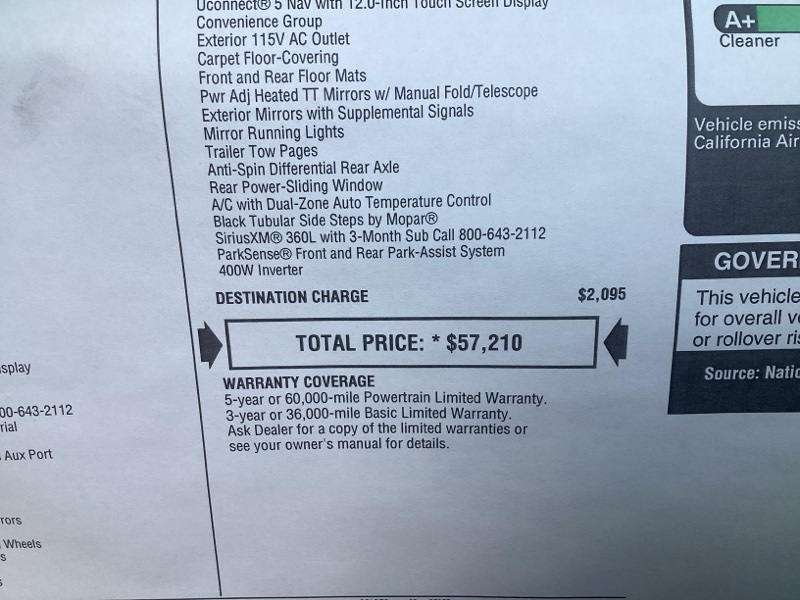 Uconnect® 5 Nav with 12.0-Inch Touch Screen Display
Convenience Group
Exterior 115V AC Outlet
Carpet Floor-Covering
Front and Rear Floor Mats
Pwr Adj Heated TT Mirrors w/ Manual Fold/Telescope
Exterior Mirrors with Supplemental Signals
Mirror Running Lights
Trailer Tow Pages
Anti-Spin Differential Rear Axle
Rear Power-Sliding Window
A/C with Dual-Zone Auto Temperature Control
Black Tubular Side Steps by Mopar®
SiriusXM® 360L with 3-Month Sub Call 800-643-2112
ParkSense® Front and Rear Park-Assist System
400W Inverter
DESTINATION CHARGE $2,095
TOTAL PRICE: * $57,210
WARRANTY COVERAGE
5-year or 60,000-mile Powertrain Limited Warranty.
3-year or 36,000-mile Basic Limited Warranty.
Ask Dealer for a copy of the limited warranties or
see your owner's manual for details.
splay
00-643-2112
rial
Aux Port
rors
Wheels
s
s
A+
Cleaner
Vehicle emiss
California Air
GOVER
This vehicle
for overall ve
or rollover ris
Source: Natio